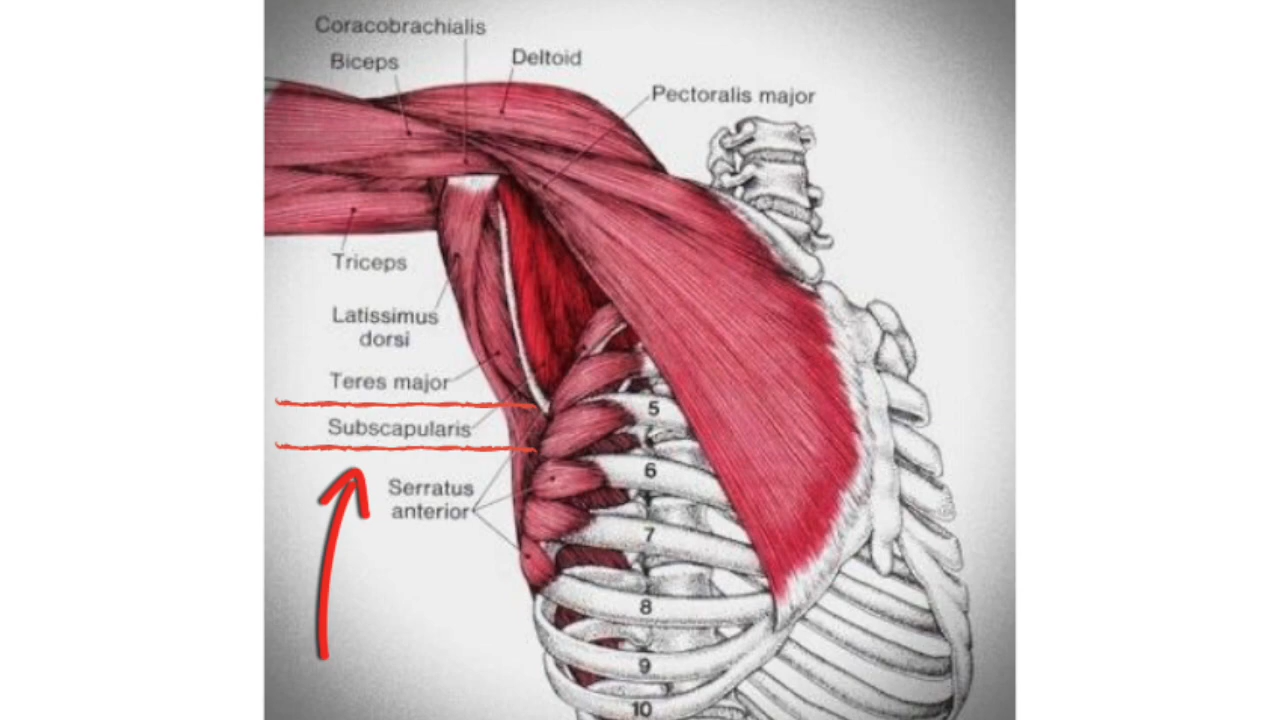 Coracobrachialis
Biceps
Deltoid
Pectoralis major
Triceps
Latissimus
dorsi
Teres major
Subscapularis
Serratus
anterior
5
6
7
8
9
10